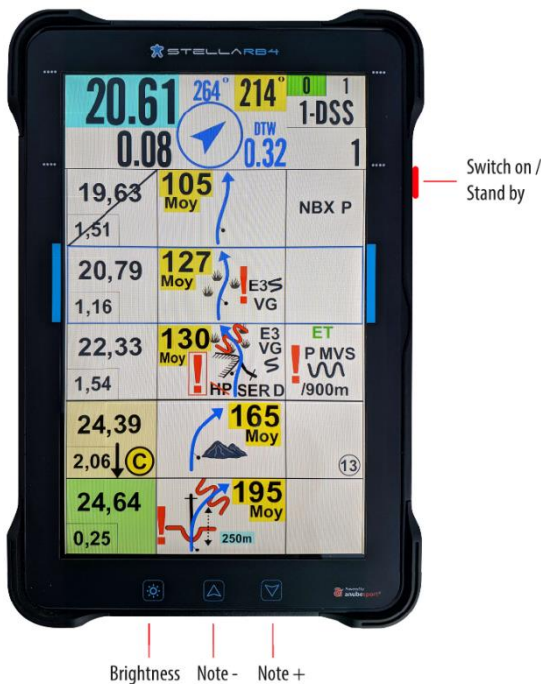 STELLARB4
20.61
264°
214°
0 1
1-DSS
0.08
DTW
0.32
1
19,63
105
Moy
NBX P
1,51
20,79
127
Moy
E3
VG
1,16
22,33
130
Moy
E3
VG
ET
P MVS
/900m
1,54
HP SER D
24,39
165
Moy
2,06
C
13
24,64
195
Moy
0,25
250m
Switch on /
Stand by
Brightness
Note -
Note +